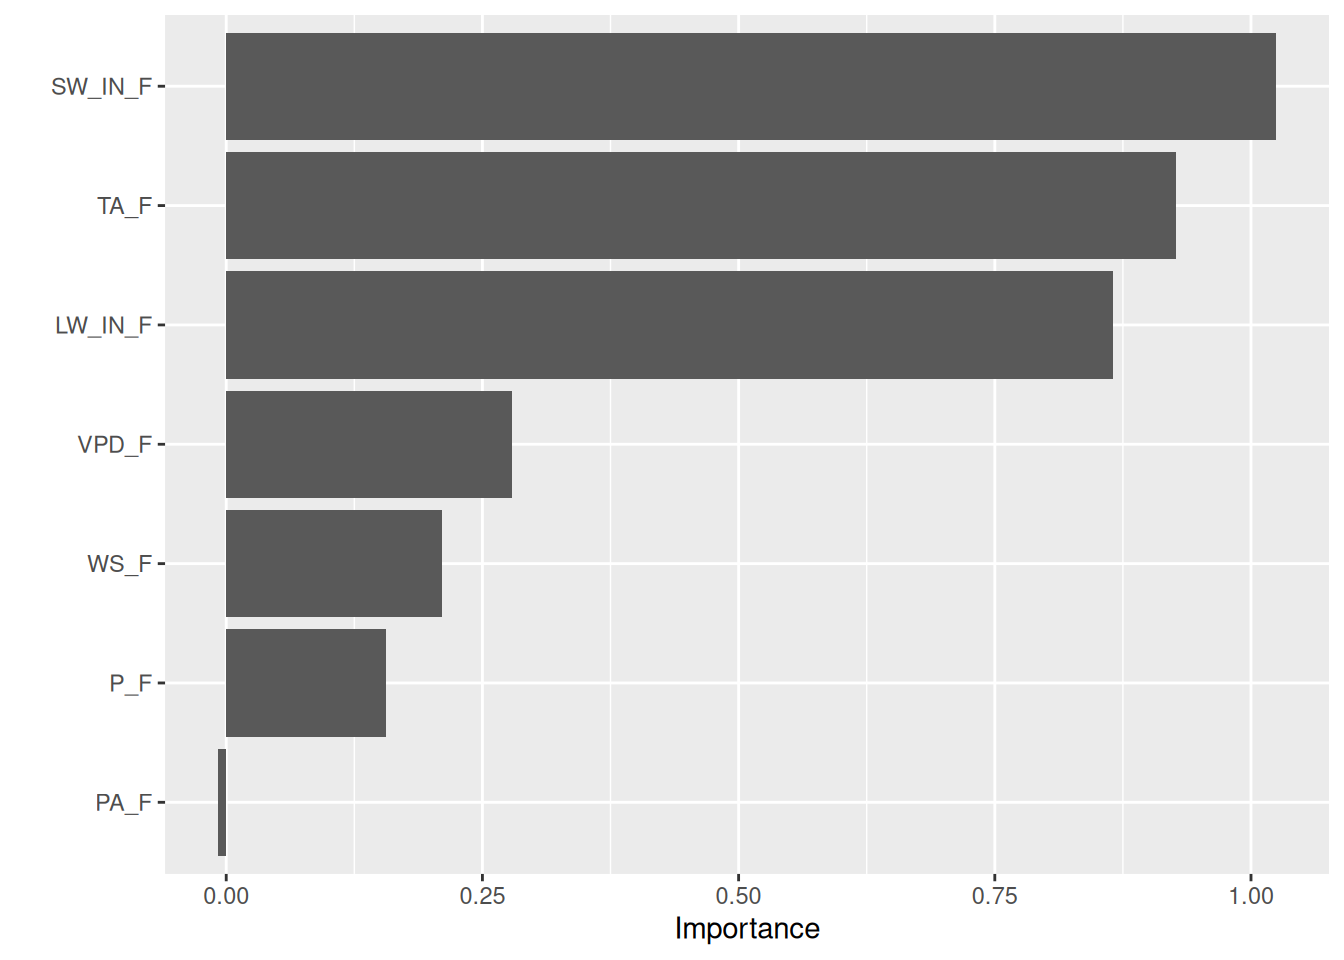 SW_IN_F
TA_F
LW_IN_F
VPD_F
WS_F
P_F
PA_F
0.00 0.25 0.50 0.75 1.00
Importance